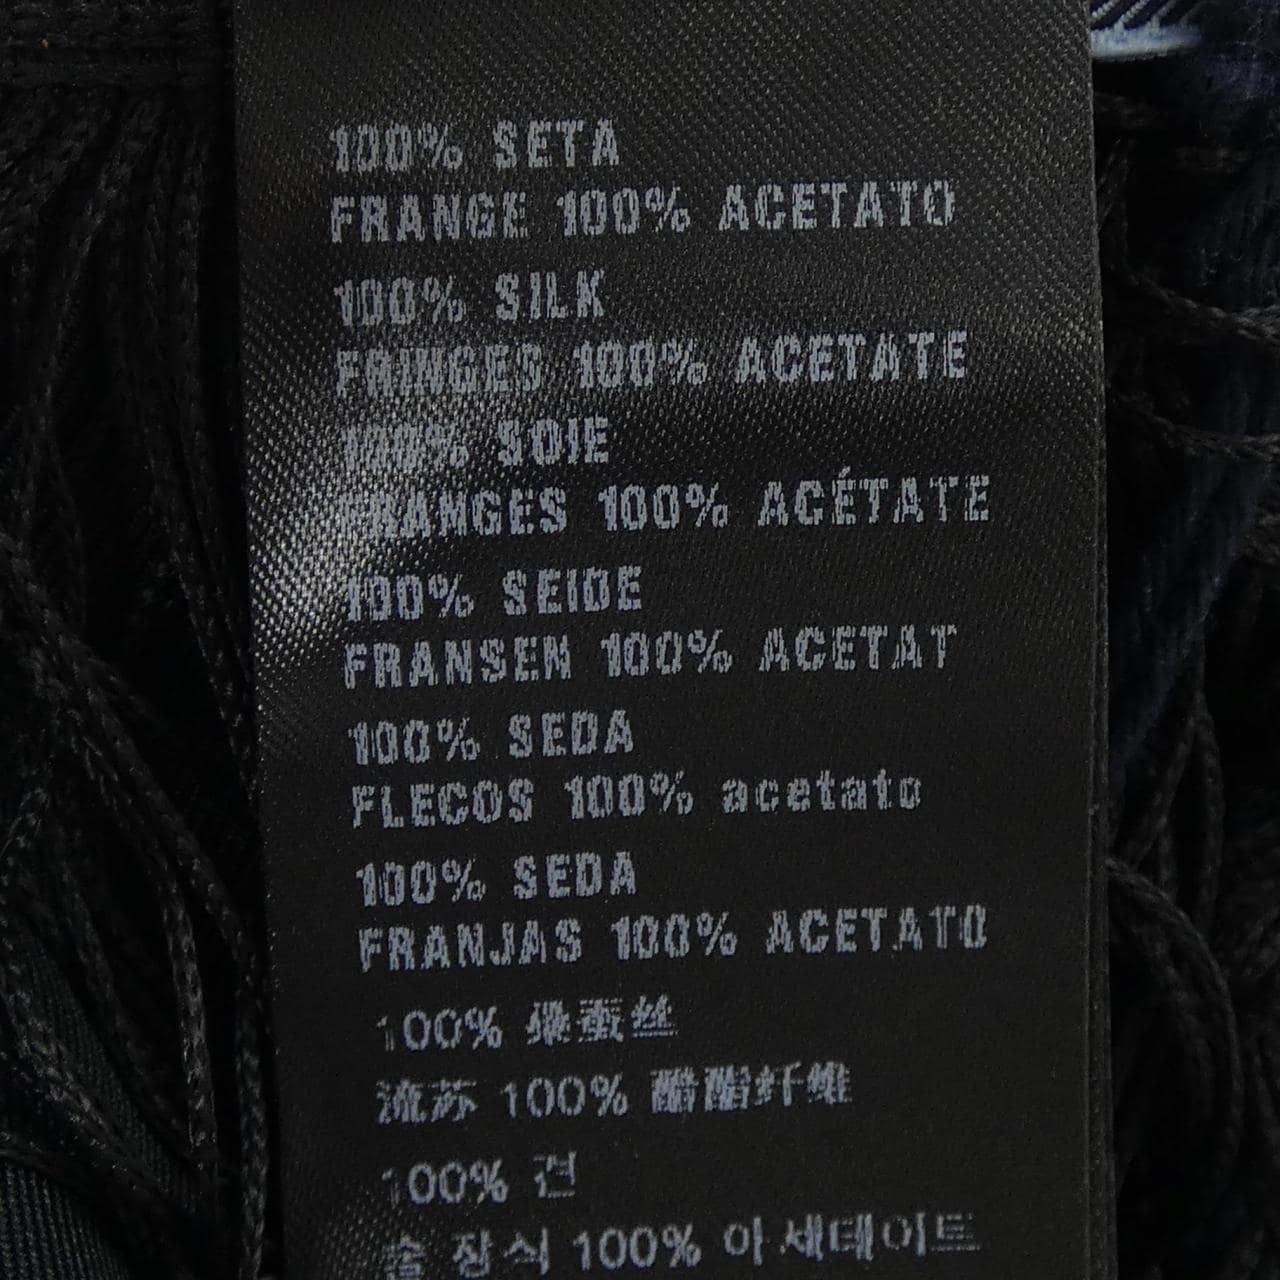 100% SETA
FRANGE 100% ACETATO
100% SILK
FRINGES 100% ACETATE
100% SOIE
FRANGES 100% ACÉTATE
100% SEIDE
FRANSEN 100% ACETAT
100% SEDA
FLECOS 100% acetato
100% SEDA
FRANJAS 100% ACETATO
100% 桑蚕丝
流苏 100% 醋酯纤维
100% 견
술 장식 100% 아세테이트